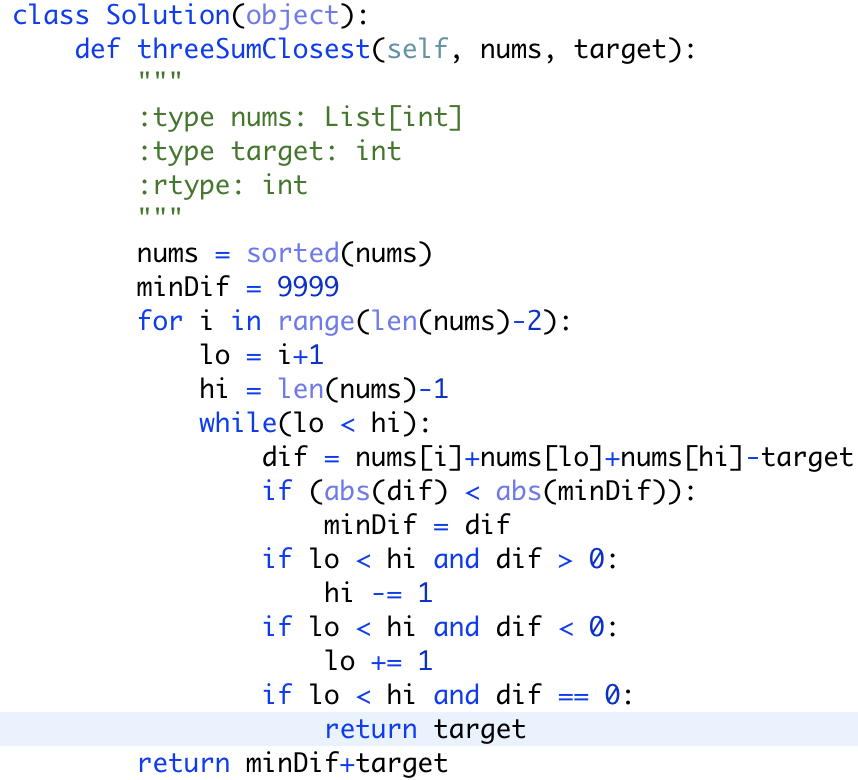 class Solution(object):
    def threeSumClosest(self, nums, target):
        """
        :type nums: List[int]
        :type target: int
        :rtype: int
        """
        nums = sorted(nums)
        minDif = 9999
        for i in range(len(nums)-2):
            lo = i+1
            hi = len(nums)-1
            while(lo < hi):
                dif = nums[i]+nums[lo]+nums[hi]-target
                if (abs(dif) < abs(minDif)):
                    minDif = dif
                if lo < hi and dif > 0:
                    hi -= 1
                if lo < hi and dif < 0:
                    lo += 1
                if lo < hi and dif == 0:
                    return target
        return minDif+target